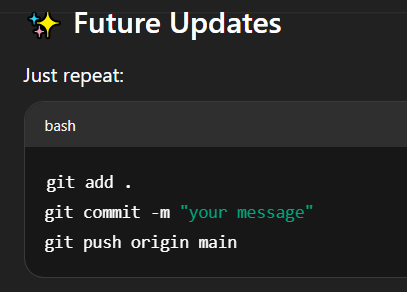 ✨ Future Updates
Just repeat:
bash
git add .
git commit -m "your message"
git push origin main